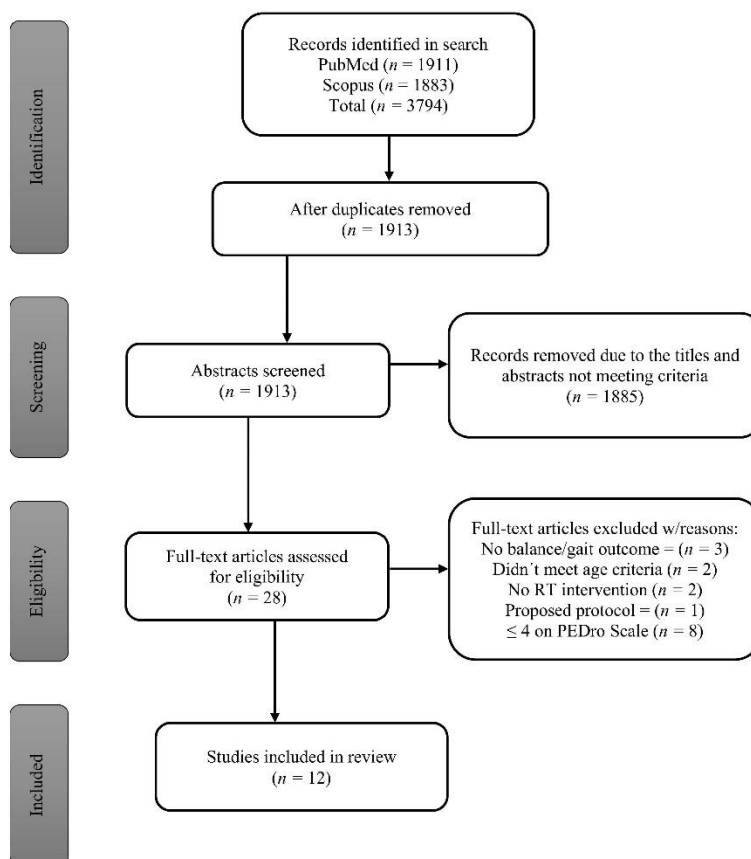 Identification
Records identified in search
PubMed (n = 1911)
Scopus (n = 1883)
Total (n = 3794)
After duplicates removed
(n = 1913)
Screening
Abstracts screened
(n = 1913)
Records removed due to the titles and
abstracts not meeting criteria
(n = 1885)
Eligibility
Full-text articles assessed
for eligibility
(n = 28)
Full-text articles excluded w/reasons:
No balance/gait outcome = (n = 3)
Didn´t meet age criteria (n = 2)
No RT intervention (n = 2)
Proposed protocol = (n = 1)
≤ 4 on PEDro Scale (n = 8)
Included
Studies included in review
(n = 12)